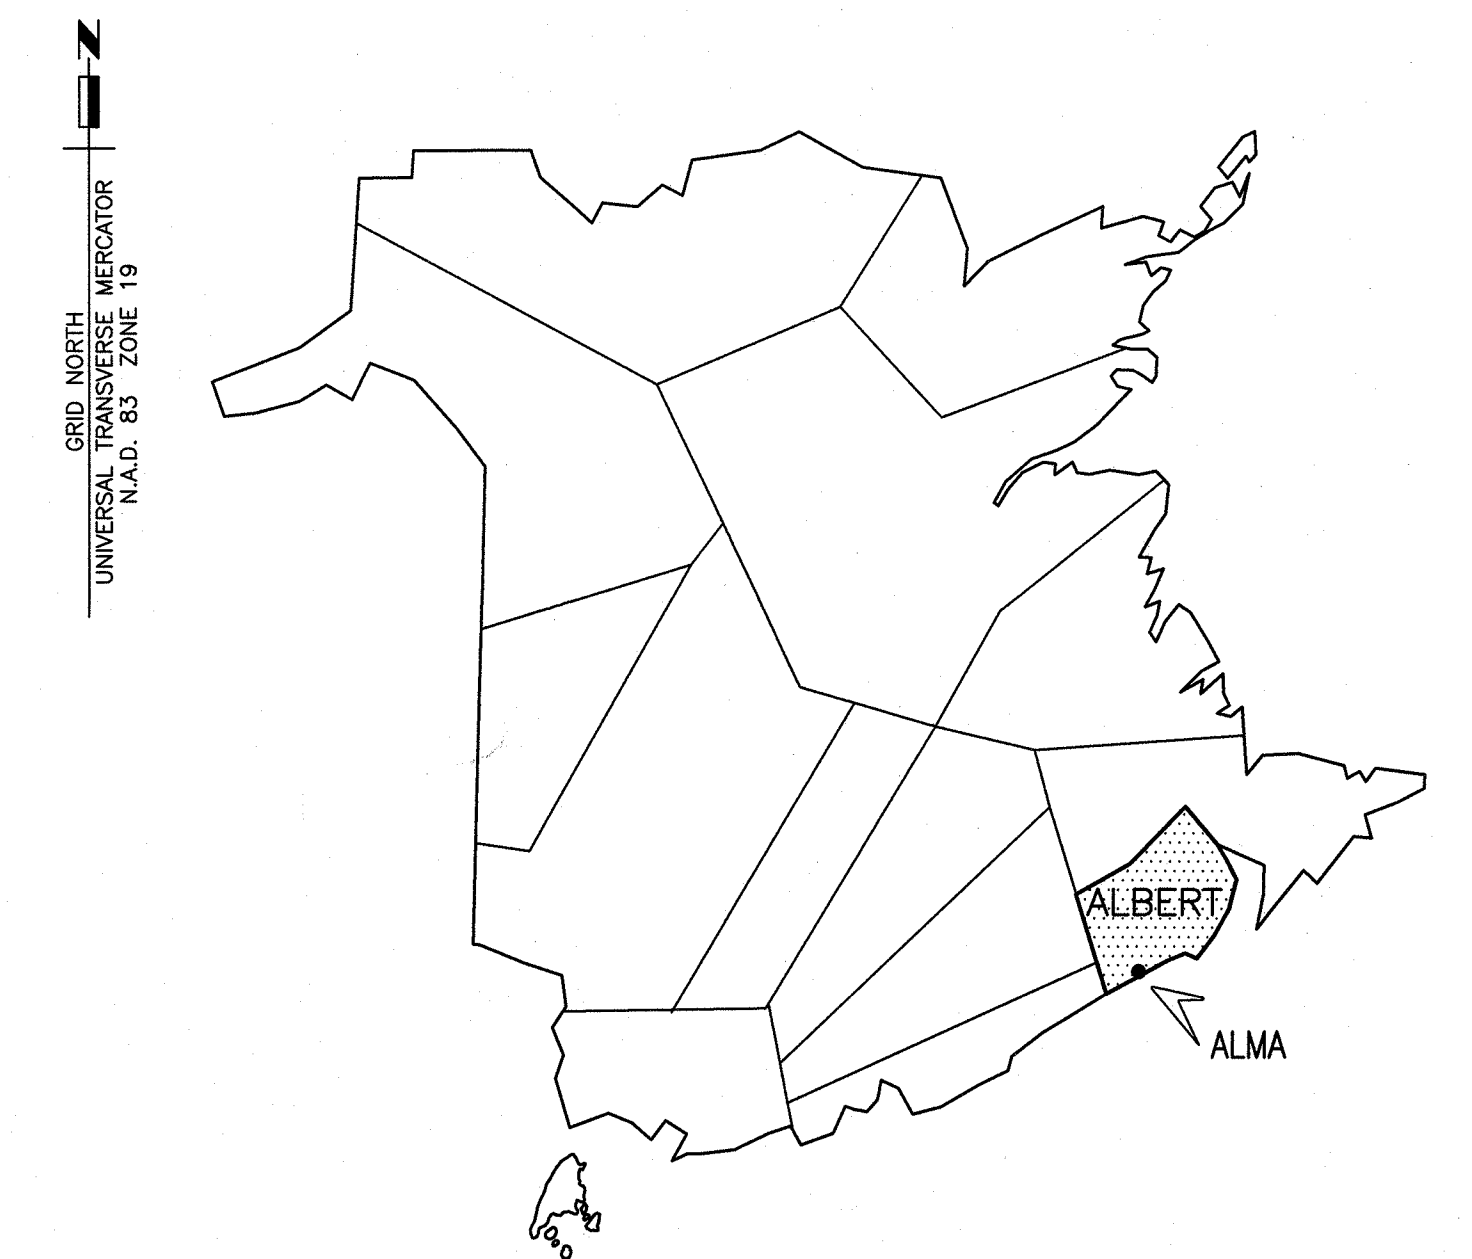 N
GRID NORTH
UNIVERSAL TRANSVERSE MERCATOR
N.A.D. 83 ZONE 19
ALBERT
ALMA